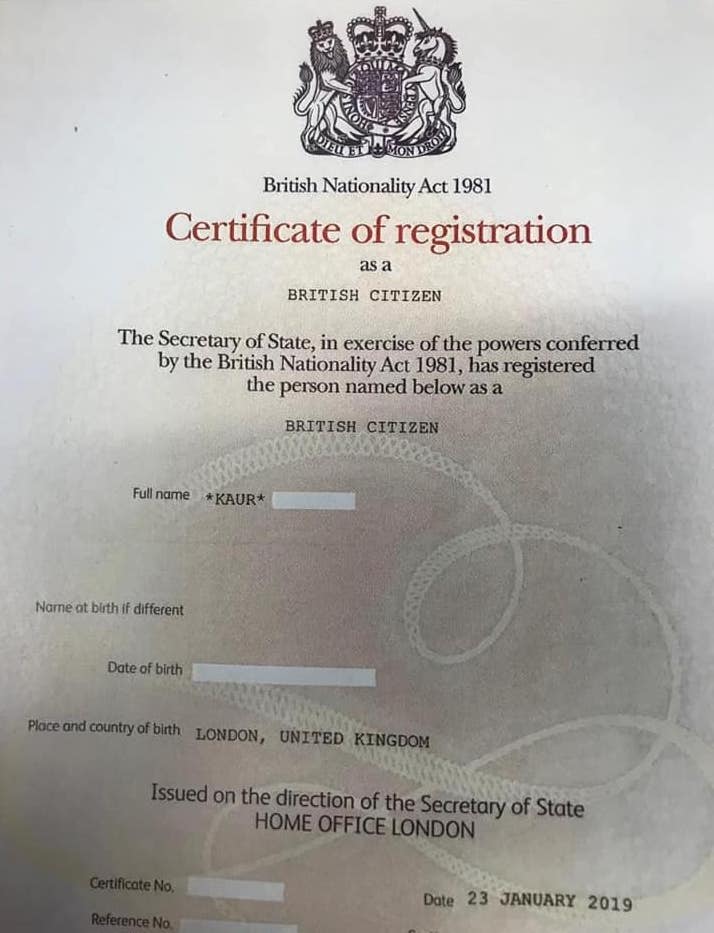 DIEU ET MON DROIT
British Nationality Act 1981
Certificate of registration
as a
BRITISH CITIZEN
The Secretary of State, in exercise of the powers conferred
by the British Nationality Act 1981, has registered
the person named below as a
BRITISH CITIZEN
Full name *KAUR*
Name at birth if different
Date of birth
Place and country of birth LONDON, UNITED KINGDOM
Issued on the direction of the Secretary of State
HOME OFFICE LONDON
Certificate No.
Date 23 JANUARY 2019
Reference No.